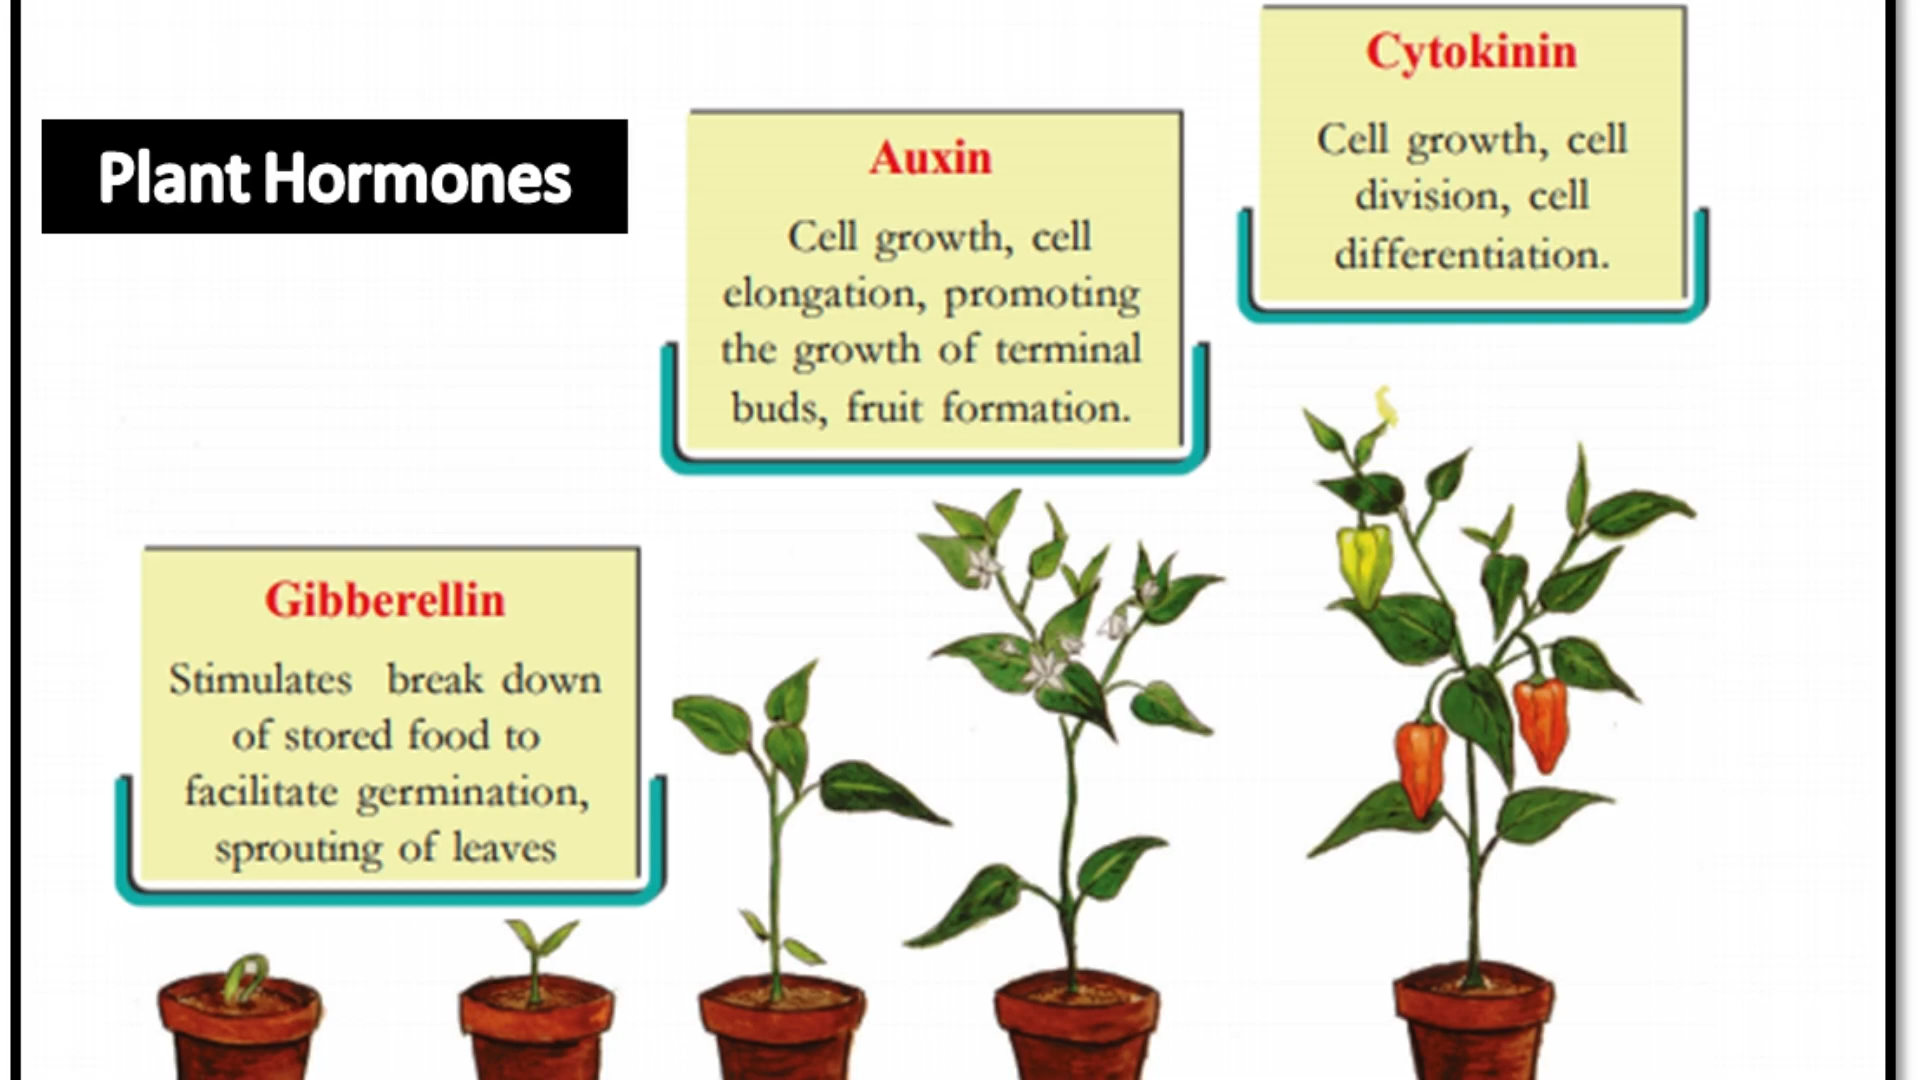 Plant Hormones
Cytokinin
Cell growth, cell
division, cell
differentiation.
Auxin
Cell growth, cell
elongation, promoting
the growth of terminal
buds, fruit formation.
Gibberellin
Stimulates break down
of stored food to
facilitate germination,
sprouting of leaves